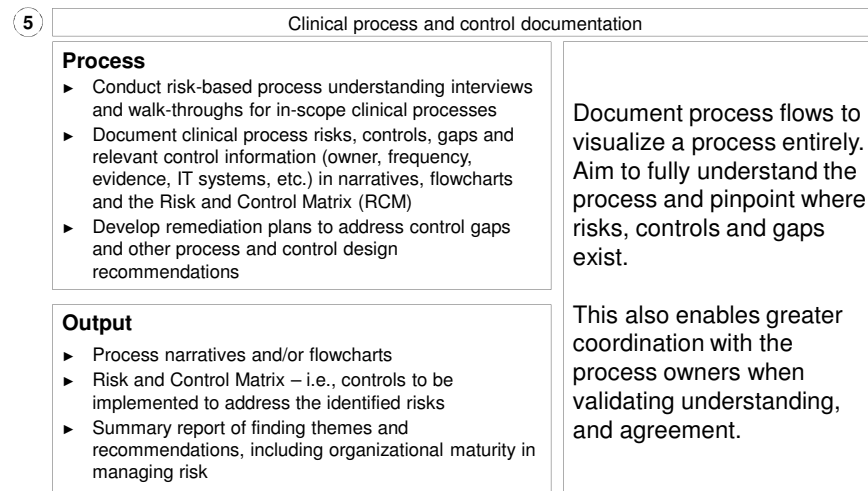 5
Clinical process and control documentation
Process
► Conduct risk-based process understanding interviews
and walk-throughs for in-scope clinical processes
► Document clinical process risks, controls, gaps and
relevant control information (owner, frequency,
evidence, IT systems, etc.) in narratives, flowcharts
and the Risk and Control Matrix (RCM)
► Develop remediation plans to address control gaps
and other process and control design
recommendations
Output
► Process narratives and/or flowcharts
► Risk and Control Matrix – i.e., controls to be
implemented to address the identified risks
► Summary report of finding themes and
recommendations, including organizational maturity in
managing risk
Document process flows to
visualize a process entirely.
Aim to fully understand the
process and pinpoint where
risks, controls and gaps
exist.
This also enables greater
coordination with the
process owners when
validating understanding,
and agreement.